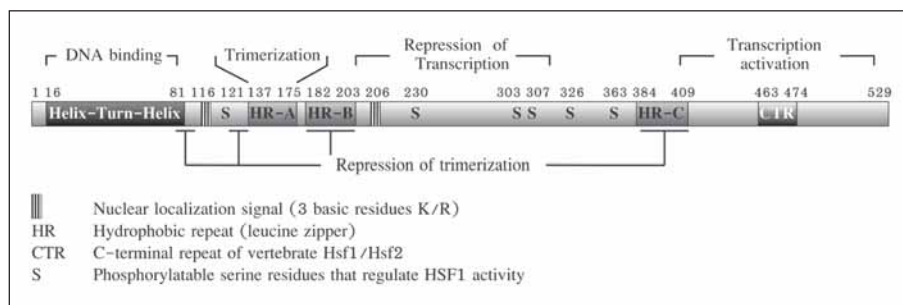 DNA binding Trimerization Repression of Transcription Transcription activation
1 16 81 116 121 137 175 182 203 206 230 303 307 326 363 384 409 463 474 529
Helix-Turn-Helix S HR-A HR-B S S S S S HR-C CTR
Repression of trimerization
Nuclear localization signal (3 basic residues K/R)
HR Hydrophobic repeat (leucine zipper)
CTR C-terminal repeat of vertebrate Hsf1/Hsf2
S Phosphorylatable serine residues that regulate HSF1 activity